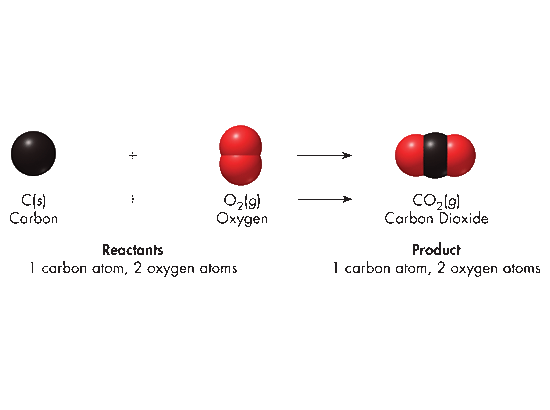 +
C(s) + O₂(g) → CO₂(g)
Carbon Oxygen Carbon Dioxide
Reactants Product
1 carbon atom, 2 oxygen atoms 1 carbon atom, 2 oxygen atoms